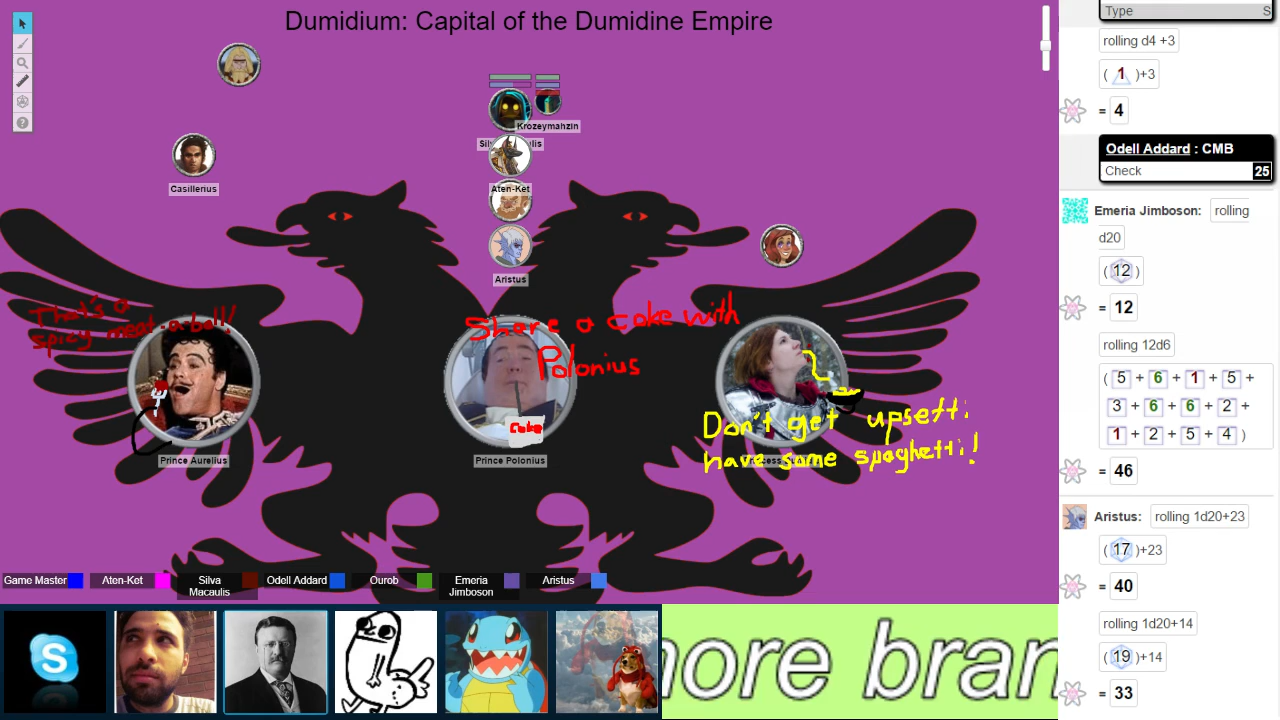 Dumidium: Capital of the Dumidine Empire
Krozeymahzin
Casillerius
Aten-Ket
Aristus
That's a
spicy meat-a-ball!
Share a coke with
Polonius
Coke
Don't get upsetti
have some spaghetti!
Prince Aurelius
Prince Polonius
Game Master
Aten-Ket
Silva
Macaulis
Odell Addard
Ourob
Emeria
Jimboson
Aristus
more bran
Type
S
rolling d4 +3
( 1 )+3
= 4
Odell Addard : CMB
Check 25
Emeria Jimboson: rolling
d20
( 12 )
= 12
rolling 12d6
( 5 + 6 + 1 + 5 +
3 + 6 + 6 + 2 +
1 + 2 + 5 + 4 )
= 46
Aristus: rolling 1d20+23
( 17 )+23
= 40
rolling 1d20+14
( 19 )+14
= 33